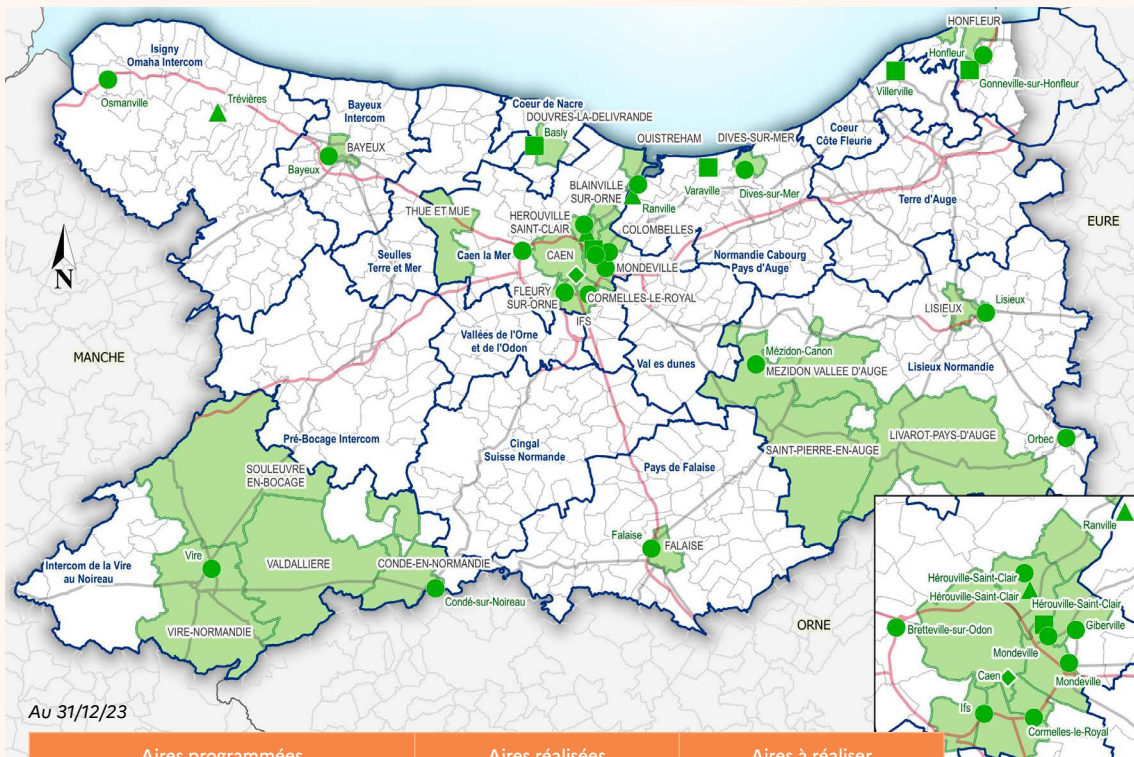 HONFLEUR
Isigny
Omaha Intercom
Honfleur
Osmanville
Trévières
Villerville
Gonneville-sur-Honfleur
Bayeux
Intercom
Coeur de Nacre
DOUVRES-LA-DELIVRANDE
Basly
OUISTREHAM
DIVES-SUR-MER
Coeur
Côte Fleurie
BAYEUX
Bayeux
Varaville
Dives-sur-Mer
BLAINVILLE
SUR-ORNE
Ranville
THUE ET MUE
HEROUVILLE
SAINT-CLAIR
COLOMBELLES
Terre d'Auge
EURE
N
Seulles
Terre et Mer
Caen la Mer
CAEN
MONDEVILLE
Normandie Cabourg
Pays d'Auge
FLEURY
SUR-ORNE
CORMELLES-LE-ROYAL
IFS
LISIEUX
Lisieux
MANCHE
Vallées de l'Orne
et de l'Odon
Val es dunes
Mézidon-Canon
MEZIDON VALLEE D'AUGE
Lisieux Normandie
Pré-Bocage Intercom
Cingal
Suisse Normande
LIVAROT-PAYS-D'AUGE
Orbec
SAINT-PIERRE-EN-AUGE
SOULEUVRE
EN-BOCAGE
Pays de Falaise
Falaise
FALAISE
Intercom de la Vire
au Noireau
Vire
VALDALLIERE
CONDE-EN-NORMANDIE
Condé-sur-Noireau
VIRE-NORMANDIE
ORNE
Ranville
Hérouville-Saint-Clair
Hérouville-Saint-Clair
Hérouville-Saint-Clair
Bretteville-sur-Odon
Giberville
Mondeville
Caen
Mondeville
Ifs
Cormelles-le-Royal
Au 31/12/23
Aires programmées Aires réalisées Aires à réaliser